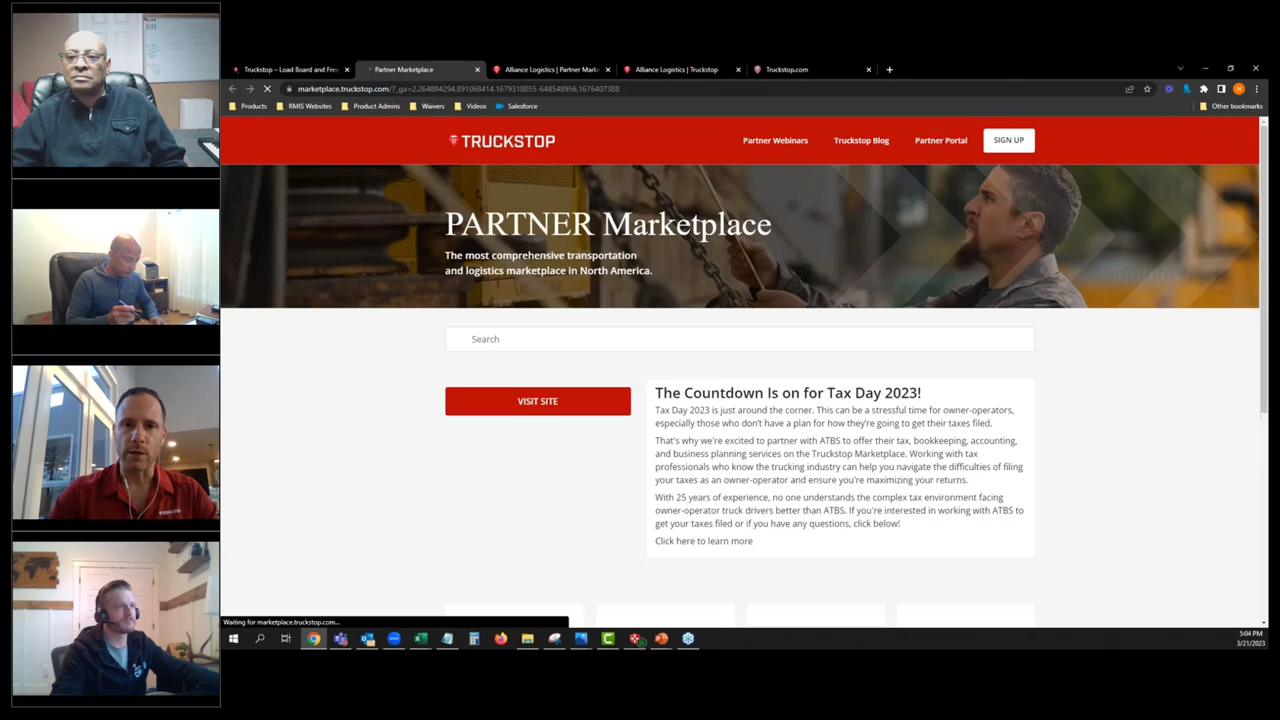 Truckstop – Load Board and Fre
Partner Marketplace
Alliance Logistics | Partner Mark
Alliance Logistics | Truckstop
Truckstop.com
marketplace.truckstop.com/?_ga=2.264884294.891068414.1679318055-648548956.1676407388
Products
RMIS Websites
Product Admins
Waivers
Videos
Salesforce
Other bookmarks
TRUCKSTOP
Partner Webinars
Truckstop Blog
Partner Portal
SIGN UP
PARTNER Marketplace
The most comprehensive transportation
and logistics marketplace in North America.
Search
VISIT SITE
The Countdown Is on for Tax Day 2023!
Tax Day 2023 is just around the corner. This can be a stressful time for owner-operators,
especially those who don't have a plan for how they're going to get their taxes filed.
That's why we're excited to partner with ATBS to offer their tax, bookkeeping, accounting,
and business planning services on the Truckstop Marketplace. Working with tax
professionals who know the trucking industry can help you navigate the difficulties of filing
your taxes as an owner-operator and ensure you're maximizing your returns.
With 25 years of experience, no one understands the complex tax environment facing
owner-operator truck drivers better than ATBS. If you're interested in working with ATBS to
get your taxes filed or if you have any questions, click below!
Click here to learn more
Waiting for marketplace.truckstop.com...
5:04 PM
3/21/2023